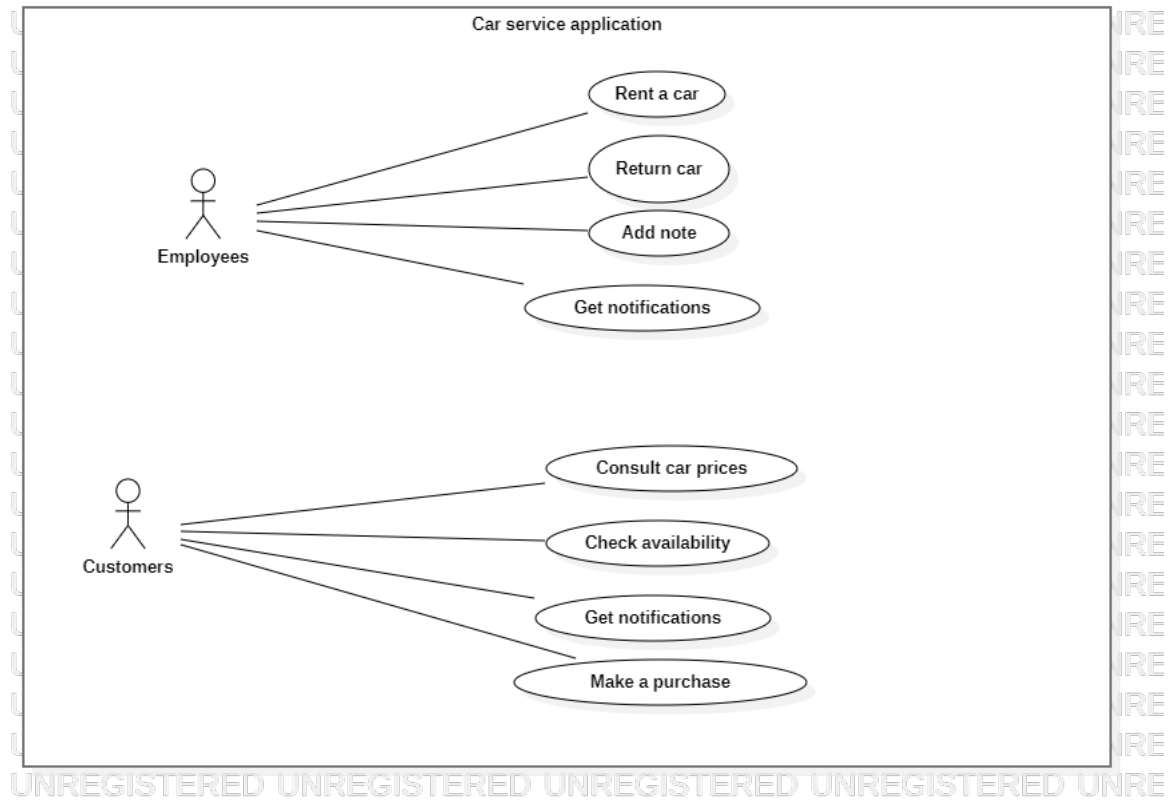 Car service application
Rent a car
Return car
Add note
Employees
Get notifications
Consult car prices
Check availability
Customers
Get notifications
Make a purchase
UNREGISTERED UNREGISTERED UNREGISTERED UNREGISTERED UNRE